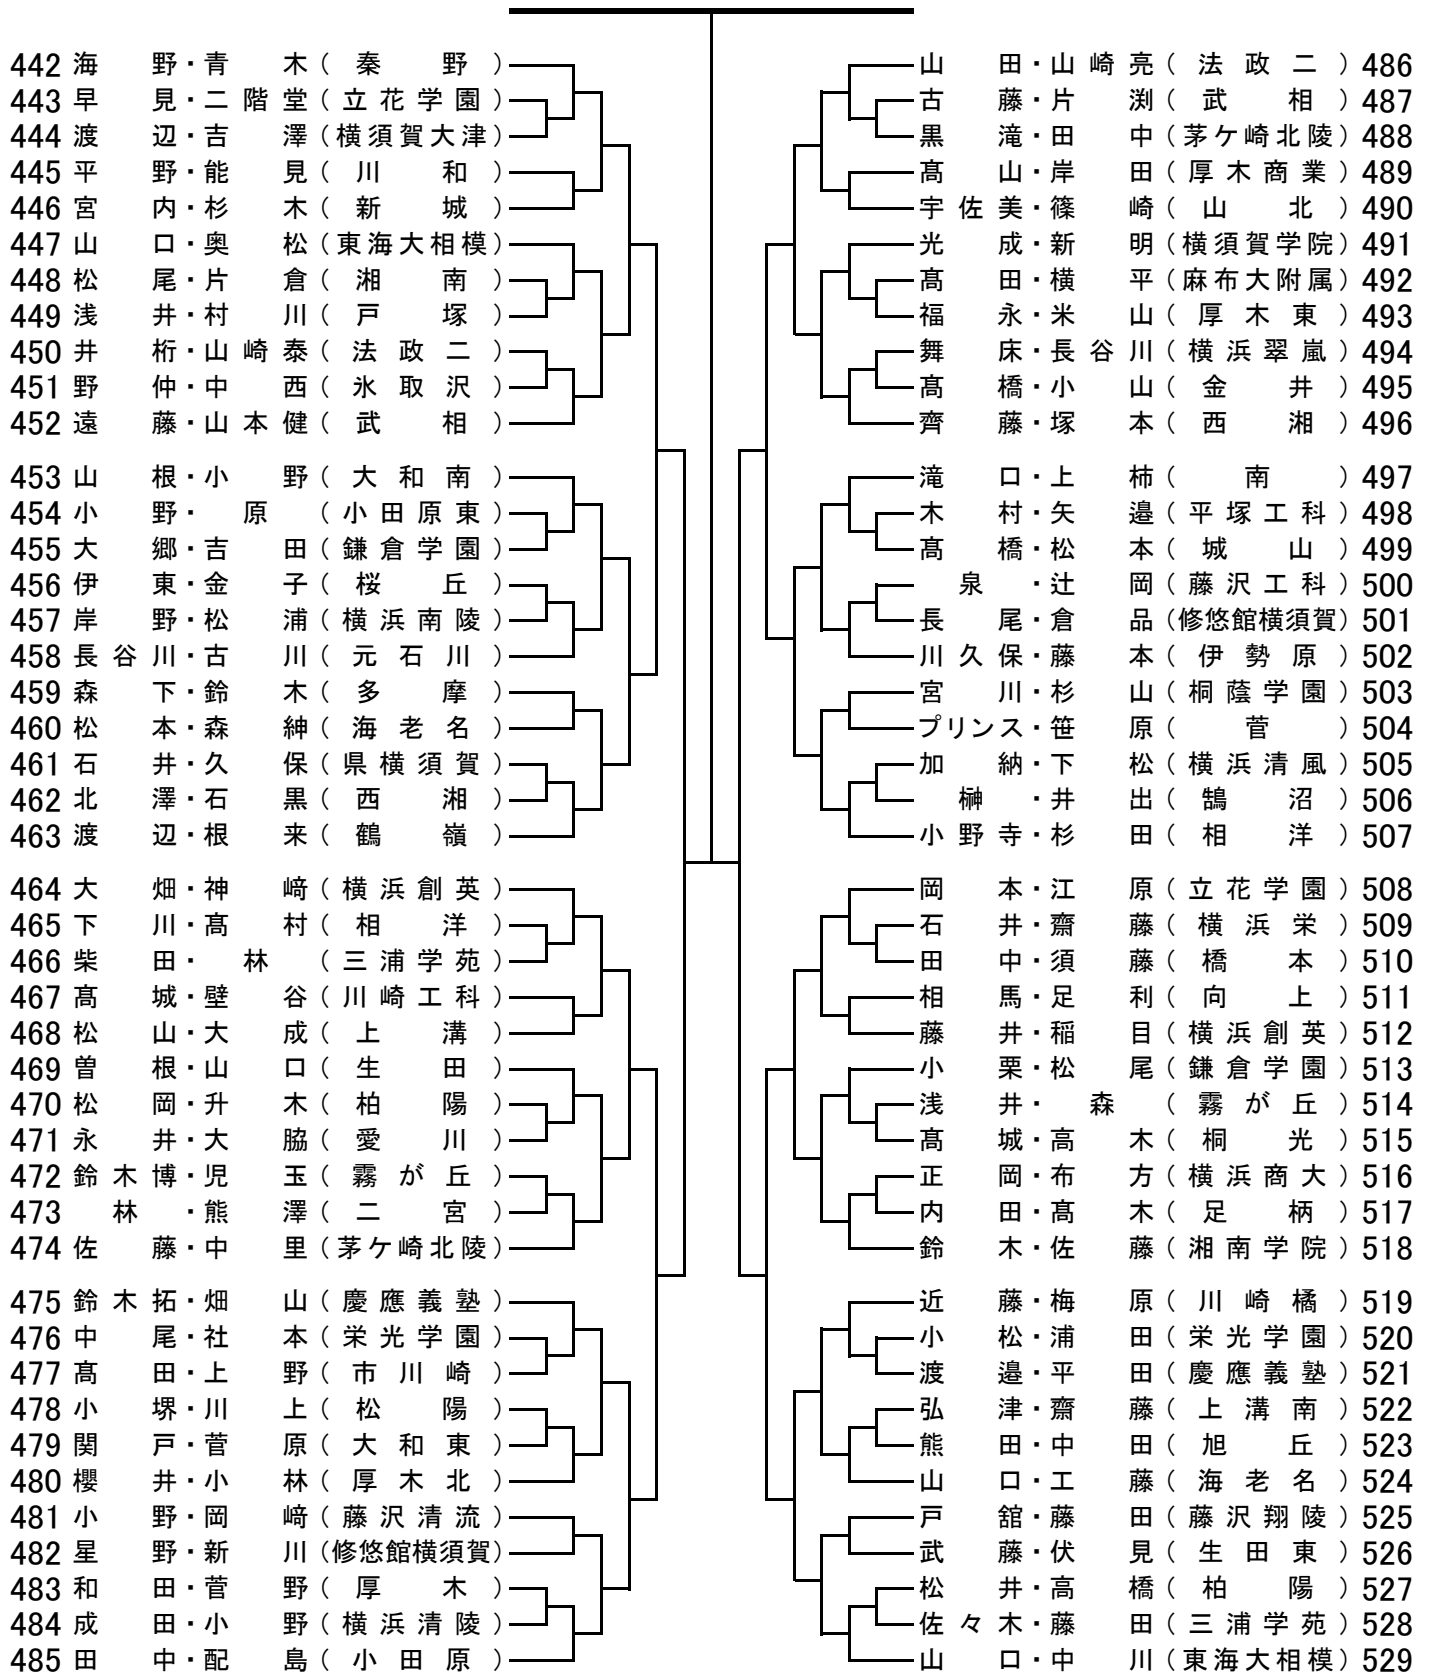 442 海野・青木（秦野）
443 早見・二階堂（立花学園）
444 渡辺・吉澤（横須賀大津）
445 平野・能見（川和）
446 宮内・杉木（新城）
447 山口・奥松（東海大相模）
448 松尾・片倉（湘南）
449 浅井・村川（戸塚）
450 井桁・山崎泰（法政二）
451 野仲・中西（氷取沢）
452 遠藤・山本健（武相）
453 山根・小野（大和南）
454 小野・原（小田原東）
455 大郷・吉田（鎌倉学園）
456 伊東・金子（桜丘）
457 岸野・松浦（横浜南陵）
458 長谷川・古川（元石川）
459 森下・鈴木（多摩）
460 松本・森紳（海老名）
461 石井・久保（県横須賀）
462 北澤・石黒（西湘）
463 渡辺・根来（鶴嶺）
464 大畑・神﨑（横浜創英）
465 下川・髙村（相洋）
466 柴田・林（三浦学苑）
467 髙城・壁谷（川崎工科）
468 松山・大成（上溝）
469 曽根・山口（生田）
470 松岡・升木（柏陽）
471 永井・大脇（愛川）
472 鈴木博・児玉（霧が丘）
473 林・熊澤（二宮）
474 佐藤・中里（茅ケ崎北陵）
475 鈴木拓・畑山（慶應義塾）
476 中尾・社本（栄光学園）
477 髙田・上野（市川崎）
478 小堺・川上（松陽）
479 関戸・菅原（大和東）
480 櫻井・小林（厚木北）
481 小野・岡﨑（藤沢清流）
482 星野・新川（修悠館横須賀）
483 和田・菅野（厚木）
484 成田・小野（横浜清陵）
485 田中・配島（小田原）
山田・山崎亮（法政二）486
古藤・片渕（武相）487
黒滝・田中（茅ケ崎北陵）488
髙山・岸田（厚木商業）489
宇佐美・篠崎（山北）490
光成・新明（横須賀学院）491
髙田・横平（麻布大附属）492
福永・米山（厚木東）493
舞床・長谷川（横浜翠嵐）494
髙橋・小山（金井）495
齊藤・塚本（西湘）496
滝口・上柿（南）497
木村・矢邉（平塚工科）498
髙橋・松本（城山）499
泉・辻岡（藤沢工科）500
長尾・倉品（修悠館横須賀）501
川久保・藤本（伊勢原）502
宮川・杉山（桐蔭学園）503
プリンス・笹原（菅）504
加納・下松（横浜清風）505
榊・井出（鵠沼）506
小野寺・杉田（相洋）507
岡本・江原（立花学園）508
石井・齋藤（横浜栄）509
田中・須藤（橋本）510
相馬・足利（向上）511
藤井・稲目（横浜創英）512
小栗・松尾（鎌倉学園）513
浅井・森（霧が丘）514
髙城・高木（桐光）515
正岡・布方（横浜商大）516
内田・髙木（足柄）517
鈴木・佐藤（湘南学院）518
近藤・梅原（川崎橘）519
小松・浦田（栄光学園）520
渡邉・平田（慶應義塾）521
弘津・齋藤（上溝南）522
熊田・中田（旭丘）523
山口・工藤（海老名）524
戸舘・藤田（藤沢翔陵）525
武藤・伏見（生田東）526
松井・高橋（柏陽）527
佐々木・藤田（三浦学苑）528
山口・中川（東海大相模）529